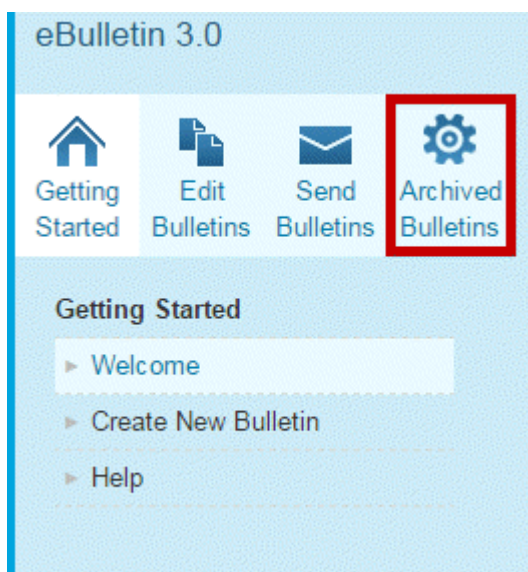 eBulletin 3.0
Getting Started
Edit Bulletins
Send Bulletins
Archived Bulletins
Getting Started
Welcome
Create New Bulletin
Help